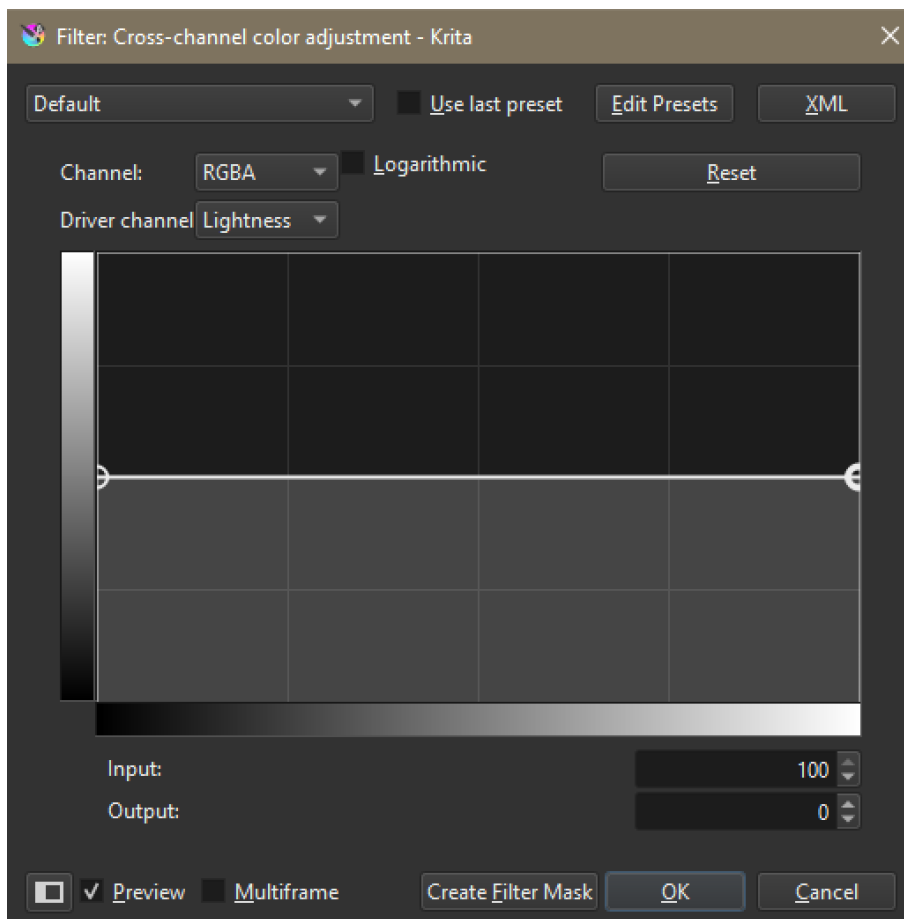 Filter: Cross-channel color adjustment - Krita
Default Use last preset Edit Presets XML
Channel: RGBA Logarithmic Reset
Driver channel Lightness
Input: 100
Output: 0
Preview Multiframe Create Filter Mask OK Cancel